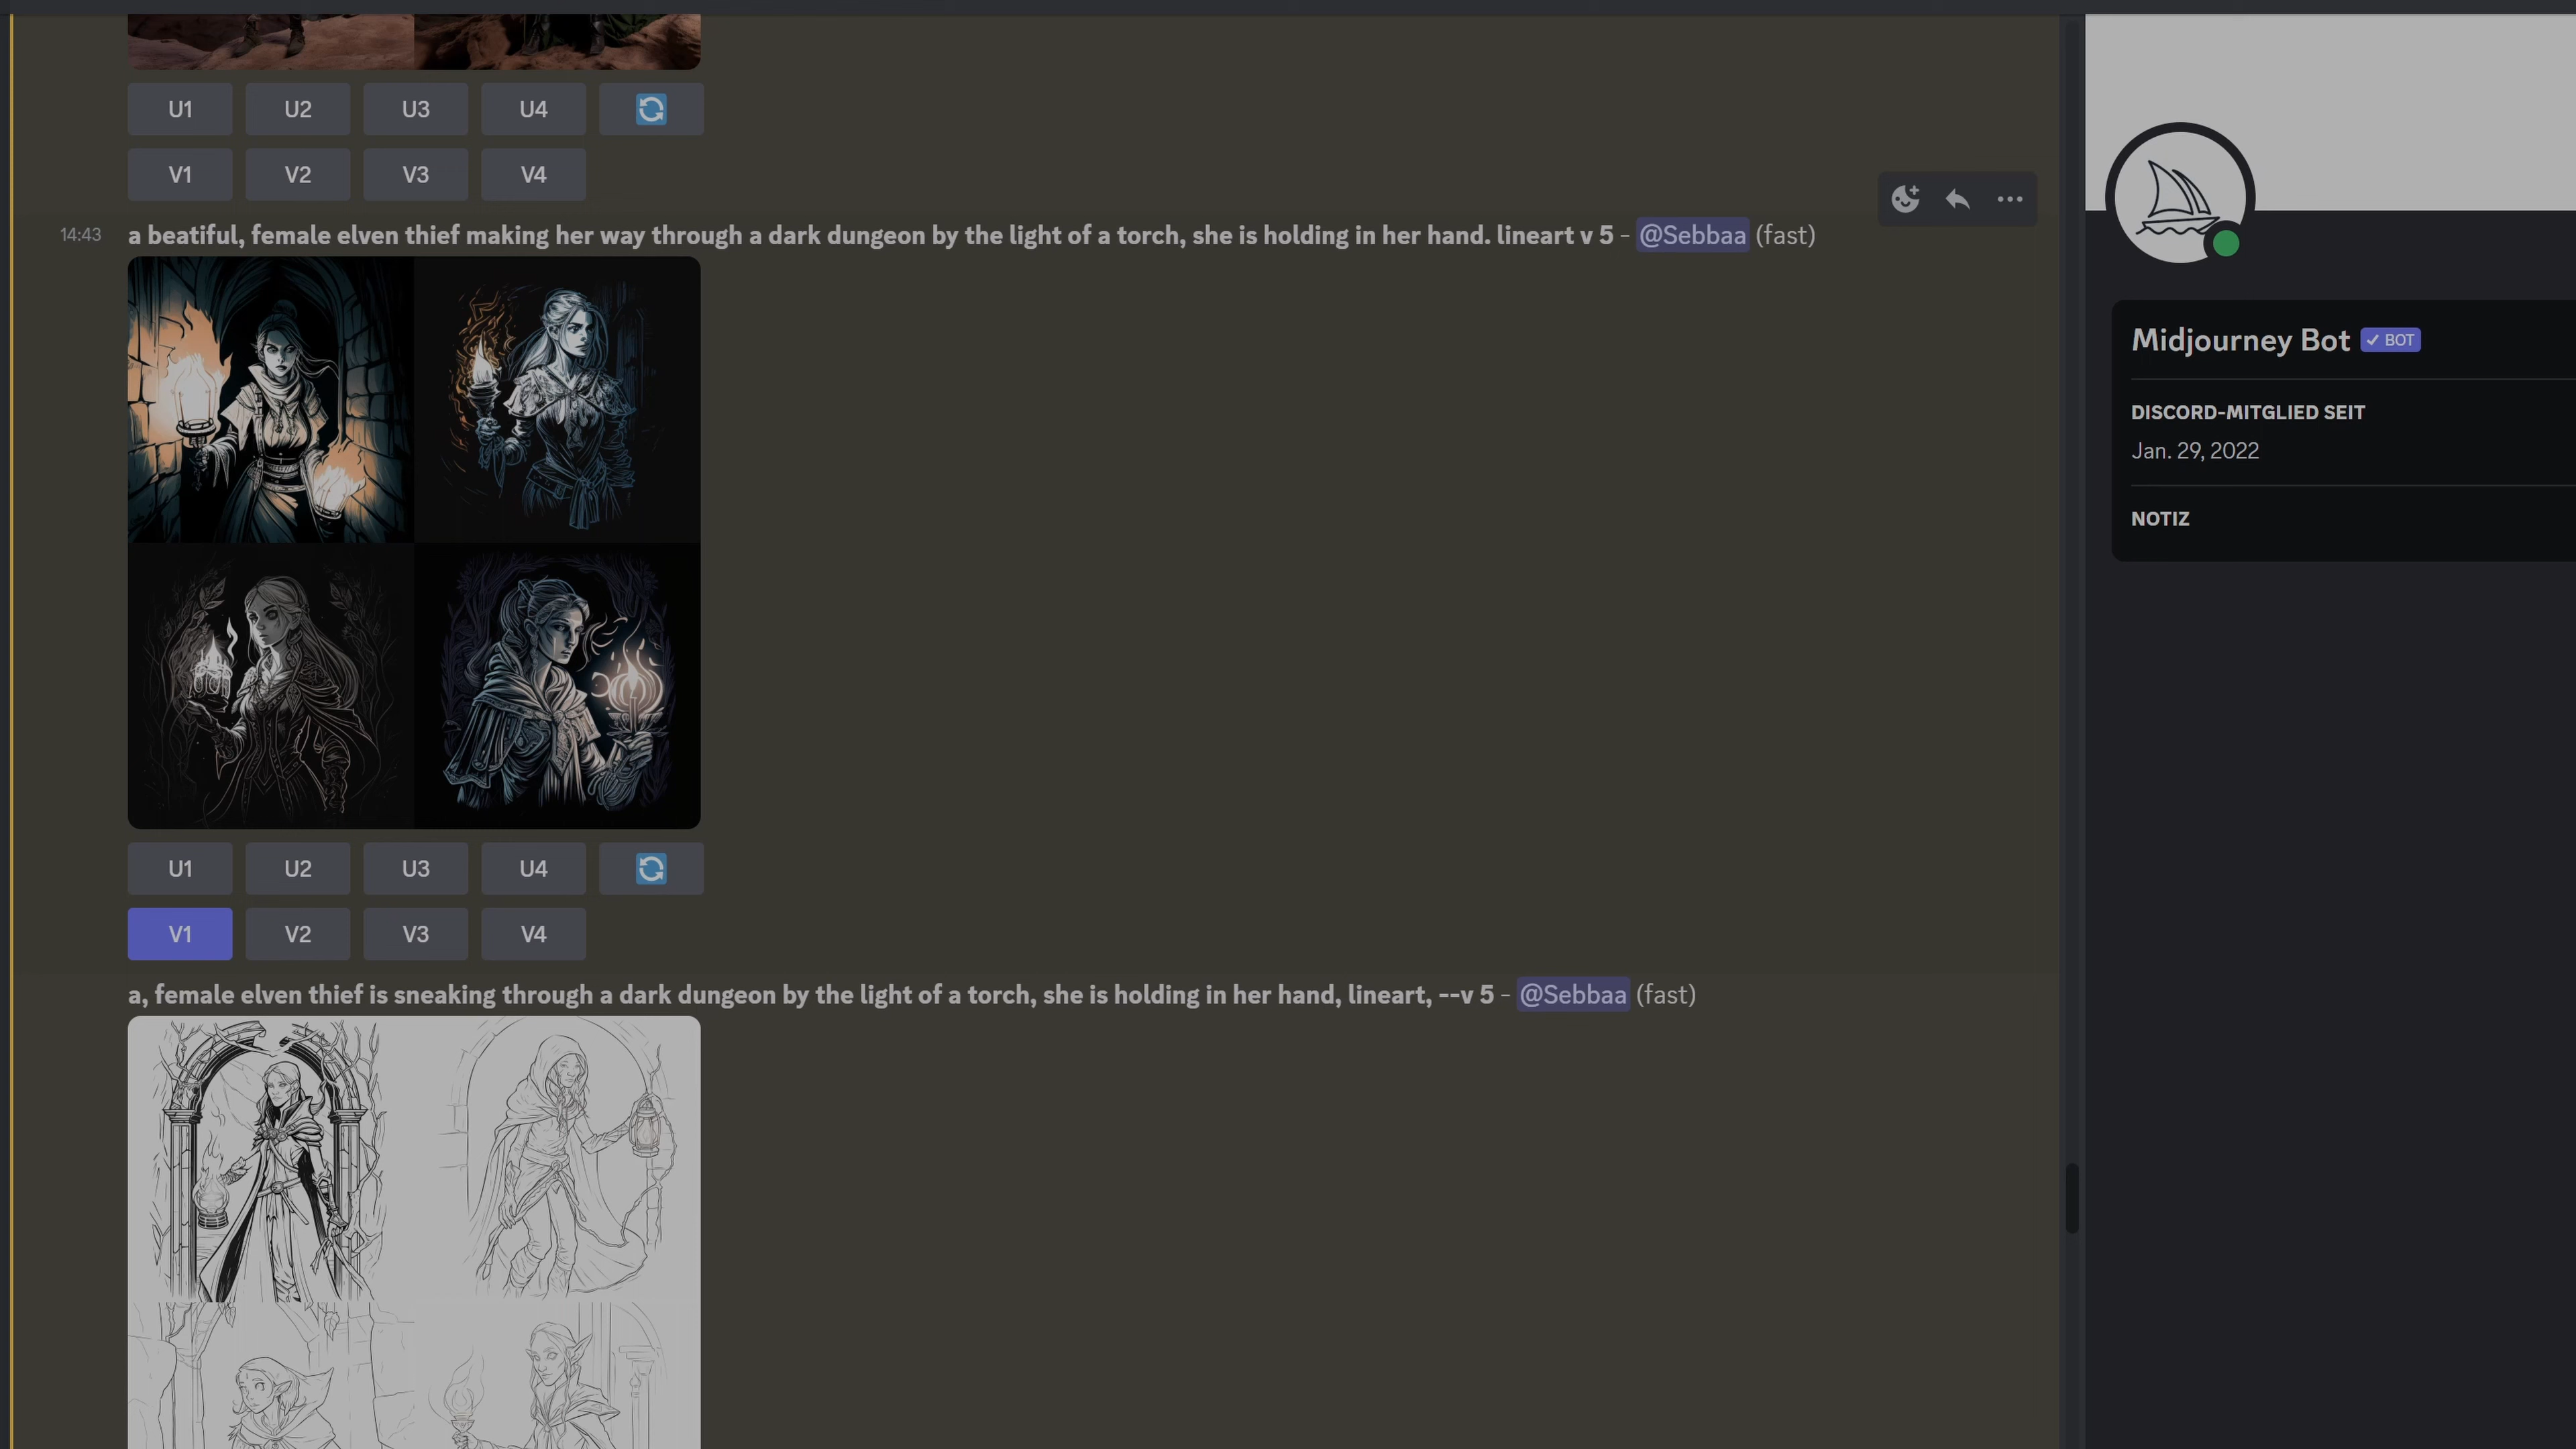 U1 U2 U3 U4
V1 V2 V3 V4
14:43 a beatiful, female elven thief making her way through a dark dungeon by the light of a torch, she is holding in her hand. lineart v 5 - @Sebbaa (fast)
U1 U2 U3 U4
V1 V2 V3 V4
a, female elven thief is sneaking through a dark dungeon by the light of a torch, she is holding in her hand, lineart, --v 5 - @Sebbaa (fast)
Midjourney Bot ✓ BOT
DISCORD-MITGLIED SEIT
Jan. 29, 2022
NOTIZ